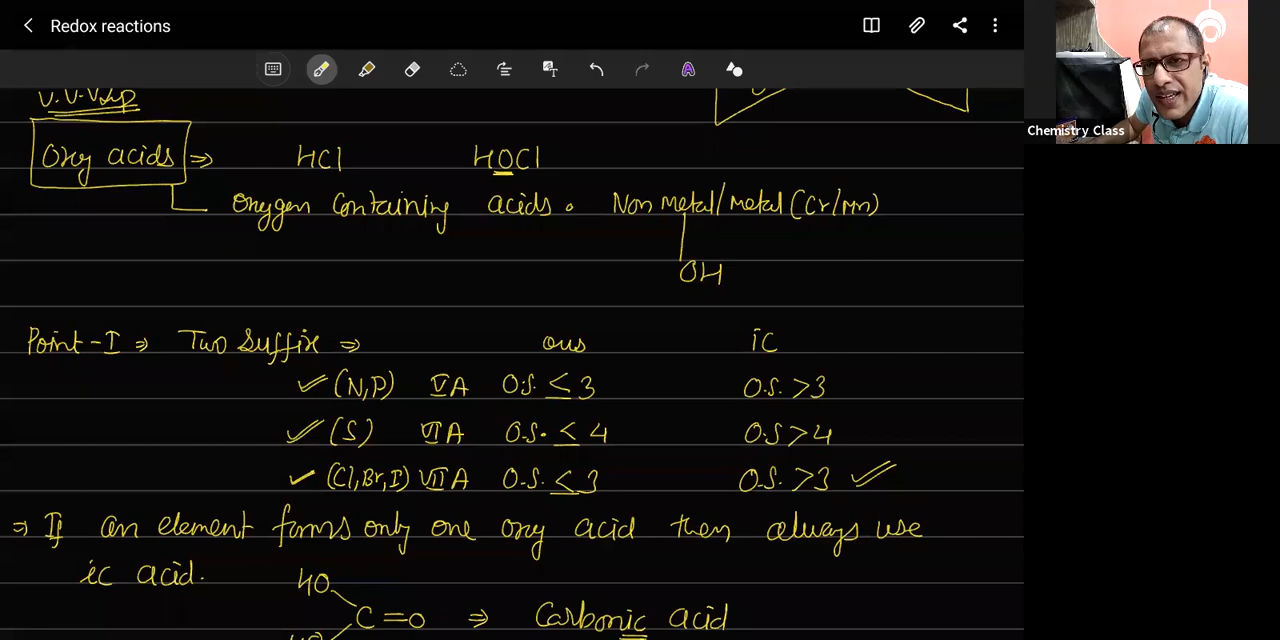 Redox reactions
Chemistry Class
V.V.V.Imp
Oxy acids ⇒ HCl HOCl
Oxygen containing acids. Non metal/metal (Cr/Mn)
OH
Point-I ⇒ Two suffix ⇒ ous ic
(N,P) VA O.S. ≤ 3 O.S. > 3
(S) VIA O.S. ≤ 4 O.S > 4
(Cl, Br, I) VIIA O.S. ≤ 3 O.S. > 3
⇒ If an element forms only one oxy acid then always use
ic acid.
HO
C=O ⇒ Carbonic acid
HO